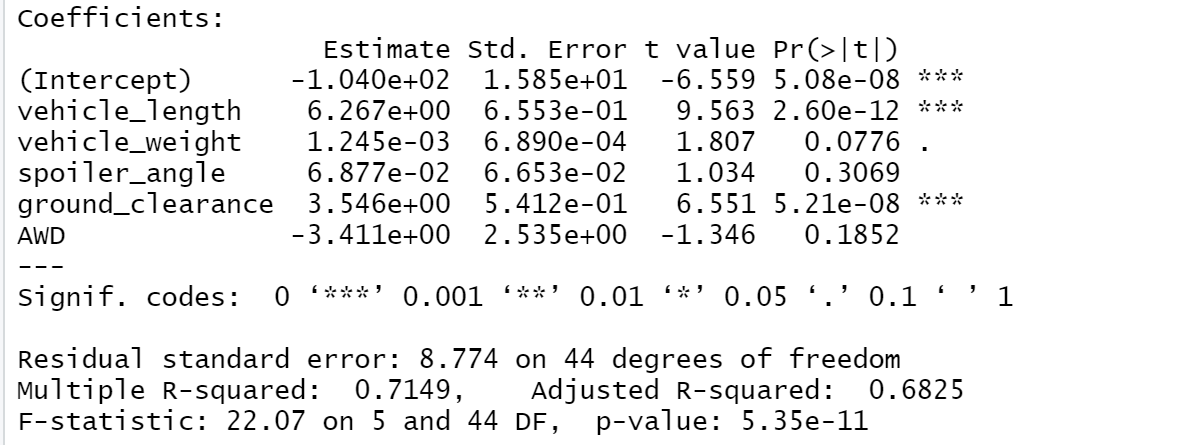 Coefficients:
Estimate Std. Error t value Pr(>|t|)
(Intercept) -1.040e+02 1.585e+01 -6.559 5.08e-08 ***
vehicle_length 6.267e+00 6.553e-01 9.563 2.60e-12 ***
vehicle_weight 1.245e-03 6.890e-04 1.807 0.0776 .
spoiler_angle 6.877e-02 6.653e-02 1.034 0.3069
ground_clearance 3.546e+00 5.412e-01 6.551 5.21e-08 ***
AWD -3.411e+00 2.535e+00 -1.346 0.1852
---
Signif. codes: 0 ‘***’ 0.001 ‘**’ 0.01 ‘*’ 0.05 ‘.’ 0.1 ‘ ’ 1
Residual standard error: 8.774 on 44 degrees of freedom
Multiple R-squared: 0.7149, Adjusted R-squared: 0.6825
F-statistic: 22.07 on 5 and 44 DF, p-value: 5.35e-11